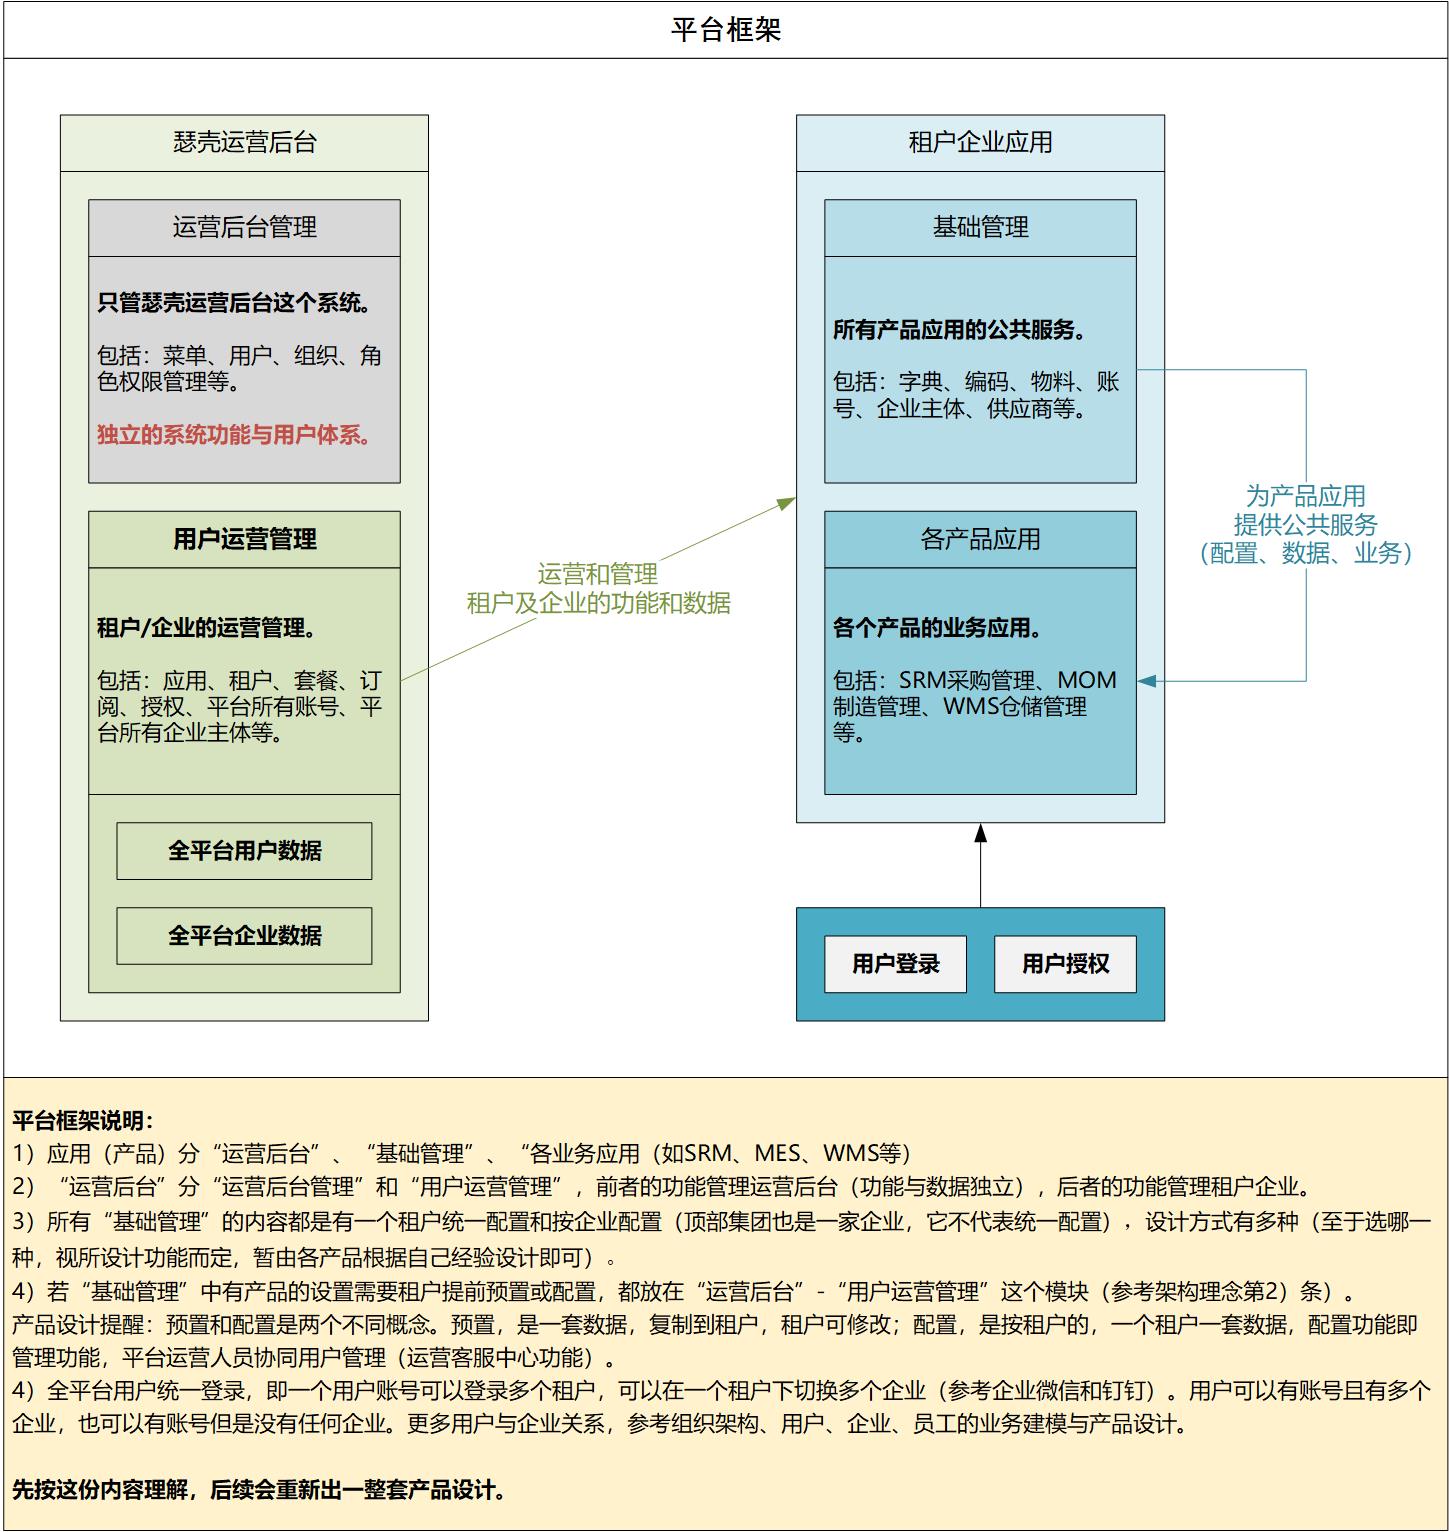 平台框架
瑟壳运营后台
运营后台管理
只管瑟壳运营后台这个系统。
包括：菜单、用户、组织、角
色权限管理等。
独立的系统功能与用户体系。
用户运营管理
租户/企业的运营管理。
包括：应用、租户、套餐、订
阅、授权、平台所有账号、平
台所有企业主体等。
全平台用户数据
全平台企业数据
运营和管理
租户及企业的功能和数据
租户企业应用
基础管理
所有产品应用的公共服务。
包括：字典、编码、物料、账
号、企业主体、供应商等。
各产品应用
各个产品的业务应用。
包括：SRM采购管理、MOM
制造管理、WMS仓储管理
等。
为产品应用
提供公共服务
（配置、数据、业务）
用户登录
用户授权
平台框架说明：
1）应用（产品）分“运营后台”、“基础管理”、“各业务应用（如SRM、MES、WMS等）
2）“运营后台”分“运营后台管理”和“用户运营管理”，前者的功能管理运营后台（功能与数据独立），后者的功能管理租户企业。
3）所有“基础管理”的内容都是有一个租户统一配置和按企业配置（顶部集团也是一家企业，它不代表统一配置），设计方式有多种（至于选哪一
种，视所设计功能而定，暂由各产品根据自己经验设计即可）。
4）若“基础管理”中有产品的设置需要租户提前预置或配置，都放在“运营后台”-“用户运营管理”这个模块（参考架构理念第2）条）。
产品设计提醒：预置和配置是两个不同概念。预置，是一套数据，复制到租户，租户可修改；配置，是按租户的，一个租户一套数据，配置功能即
管理功能，平台运营人员协同用户管理（运营客服中心功能）。
4）全平台用户统一登录，即一个用户账号可以登录多个租户，可以在一个租户下切换多个企业（参考企业微信和钉钉）。用户可以有账号且有多个
企业，也可以有账号但是没有任何企业。更多用户与企业关系，参考组织架构、用户、企业、员工的业务建模与产品设计。
先按这份内容理解，后续会重新出一整套产品设计。